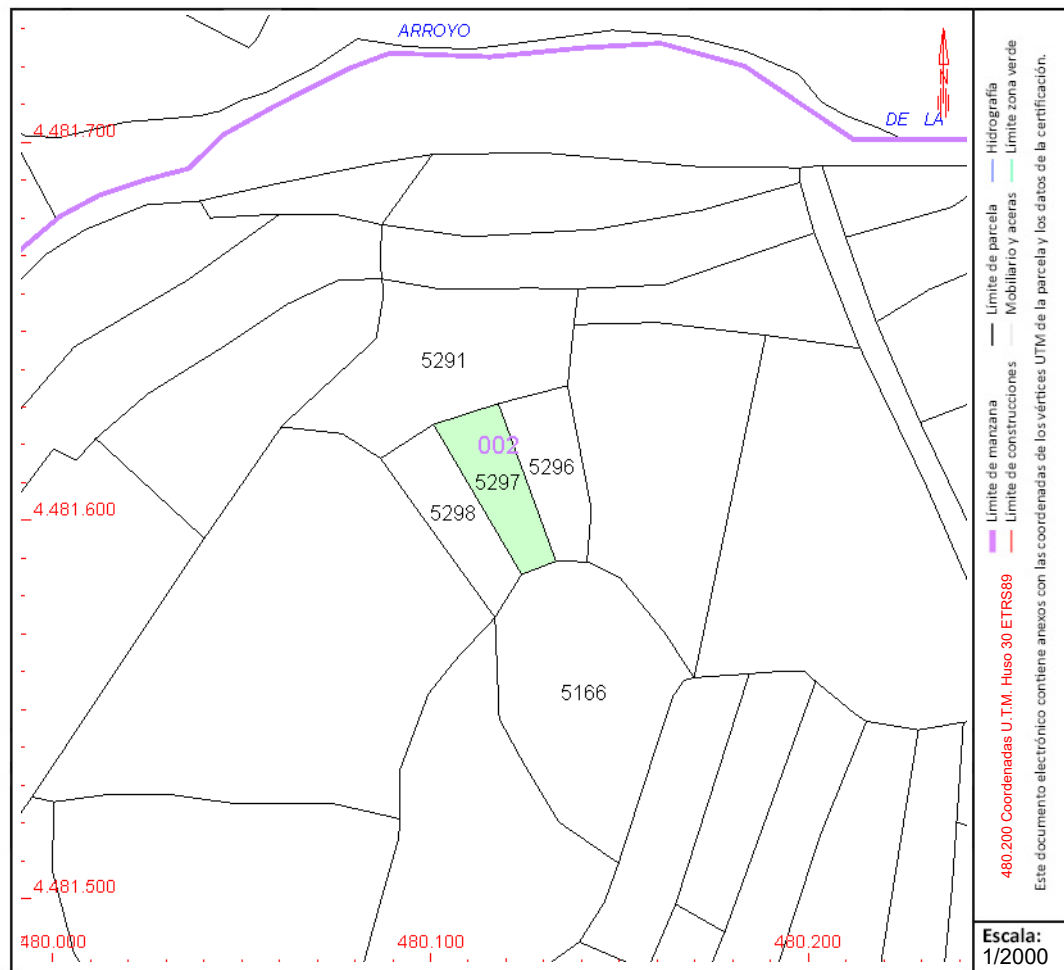 ARROYO
DE LA
N
4.481.700
5291
002
5296
5297
4.481.600
5298
5166
4.481.500
480.000
480.100
480.200
Límite de manzana
Límite de parcela
Hidrografía
Límite de construcciones
Mobiliario y aceras
Límite zona verde
480.200 Coordenadas U.T.M. Huso 30 ETRS89
Este documento electrónico contiene anexos con las coordenadas de los vértices UTM de la parcela y los datos de la certificación.
Escala:
1/2000